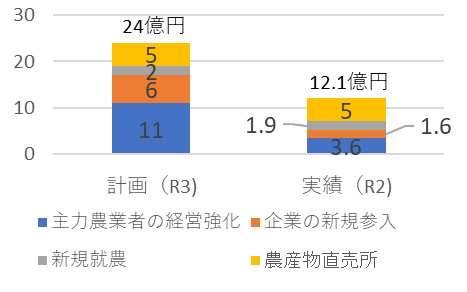 30
20
10
0
24億円
5
2
6
11
12.1億円
5
1.9
1.6
3.6
計画（R3)
実績（R2）
主力農業者の経営強化
企業の新規参入
新規就農
農産物直売所